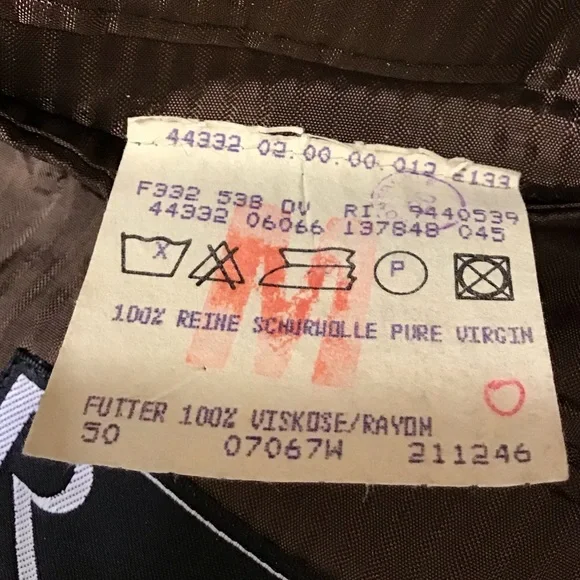 44332 02.00.00.012 6133
F332 538 DV RI: 9440539
44332 06066 137848 045
X
P
M
100% REINE SCHURWOLLE PURE VIRGIN
FUTTER 100% VISKOSE/RAYON
50 07067W 211246